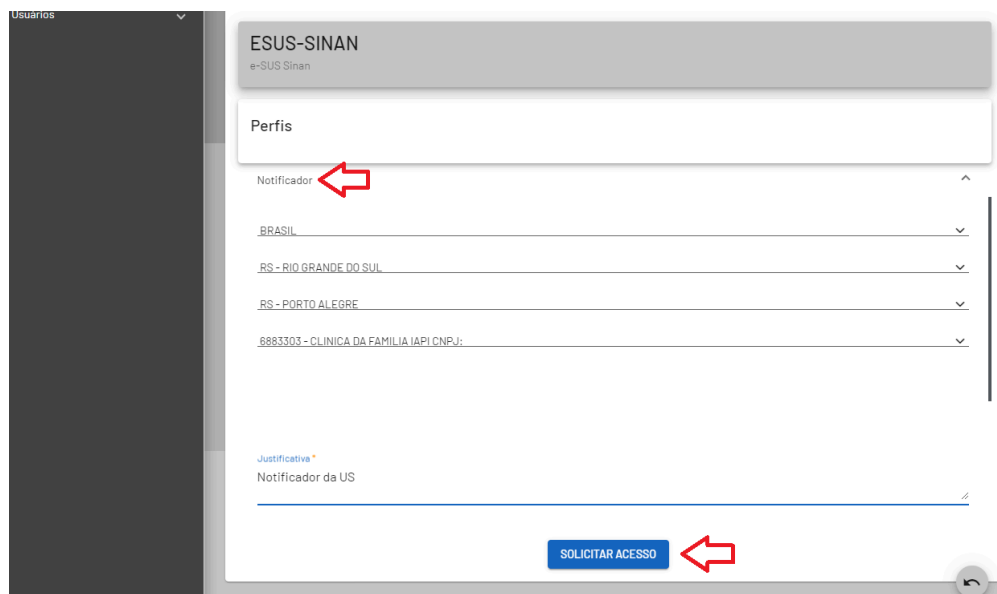 Usuários
ESUS-SINAN
e-SUS Sinan
Perfis
Notificador
BRASIL
RS - RIO GRANDE DO SUL
RS - PORTO ALEGRE
6883303 - CLINICA DA FAMILIA IAPI CNPJ:
Justificativa *
Notificador da US
SOLICITAR ACESSO